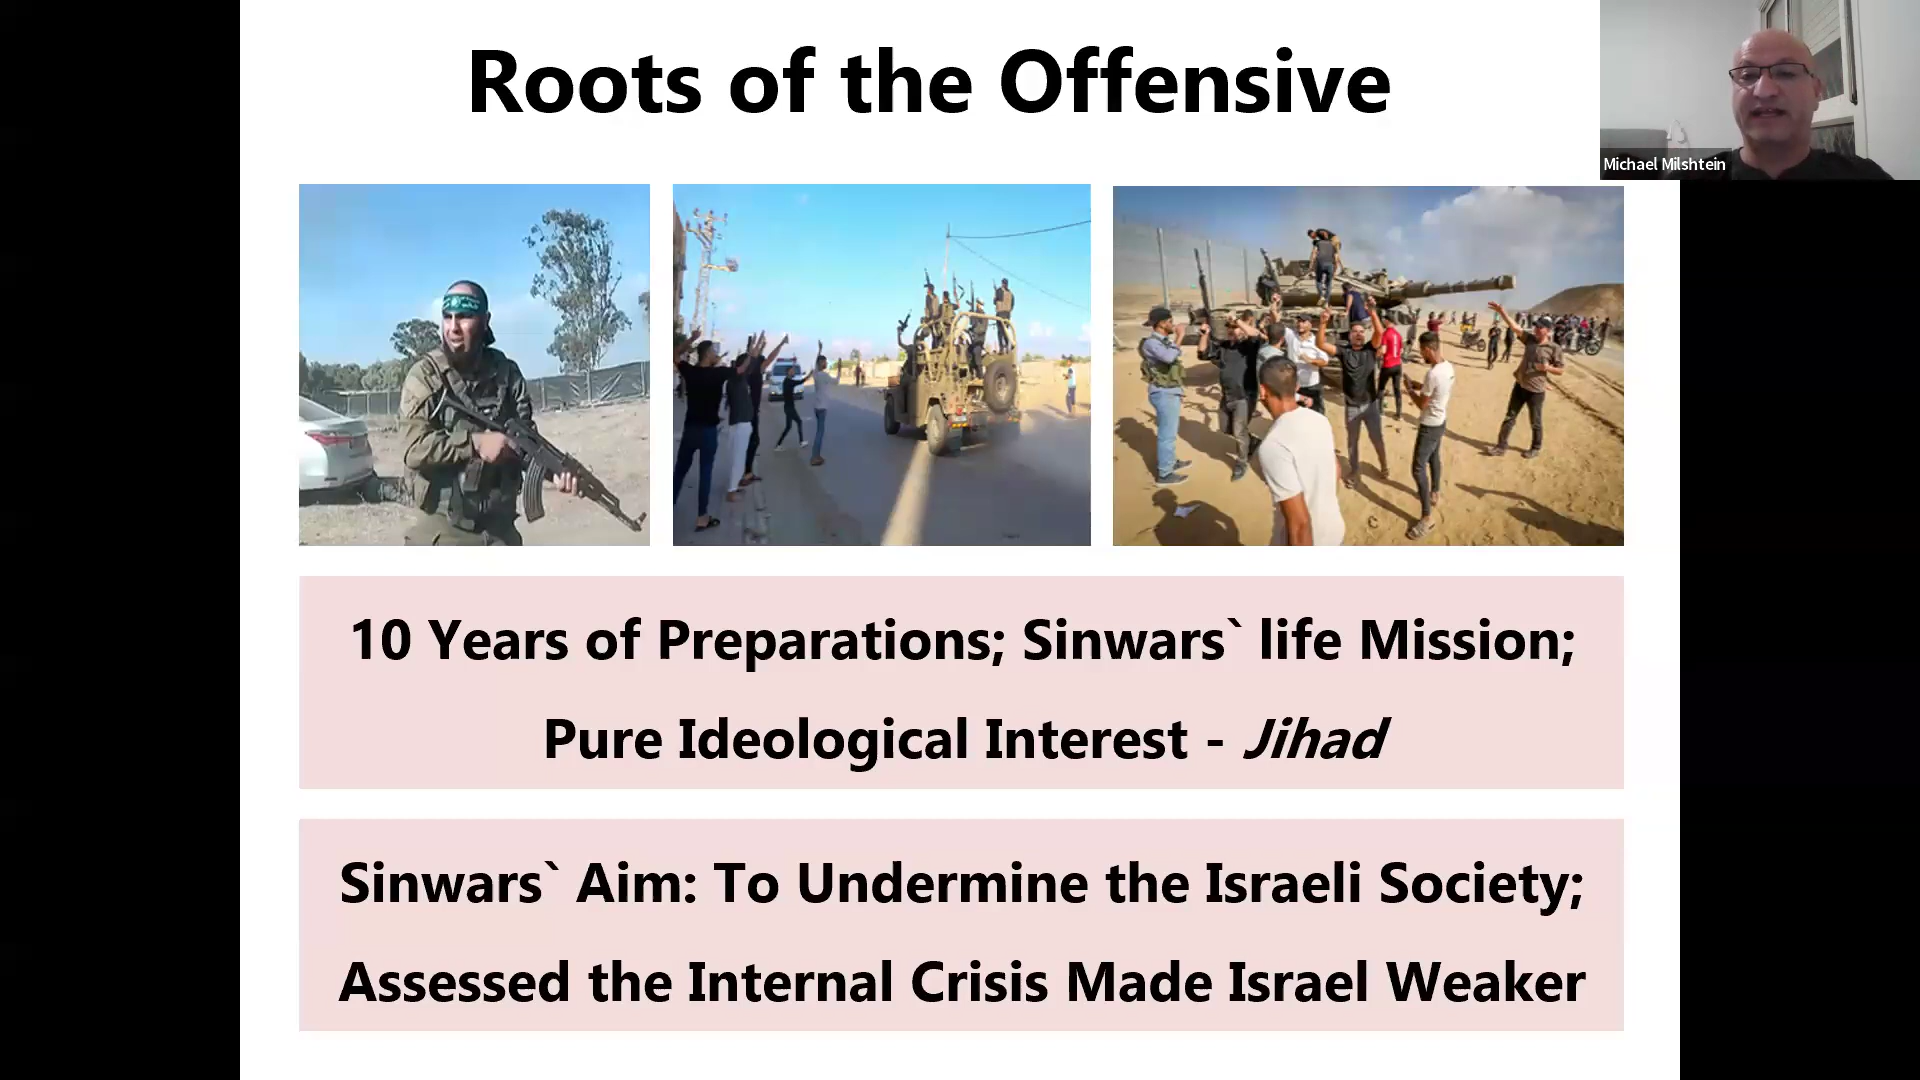 Roots of the Offensive
Michael Milshtein
10 Years of Preparations; Sinwars` life Mission;
Pure Ideological Interest - Jihad
Sinwars` Aim: To Undermine the Israeli Society;
Assessed the Internal Crisis Made Israel Weaker